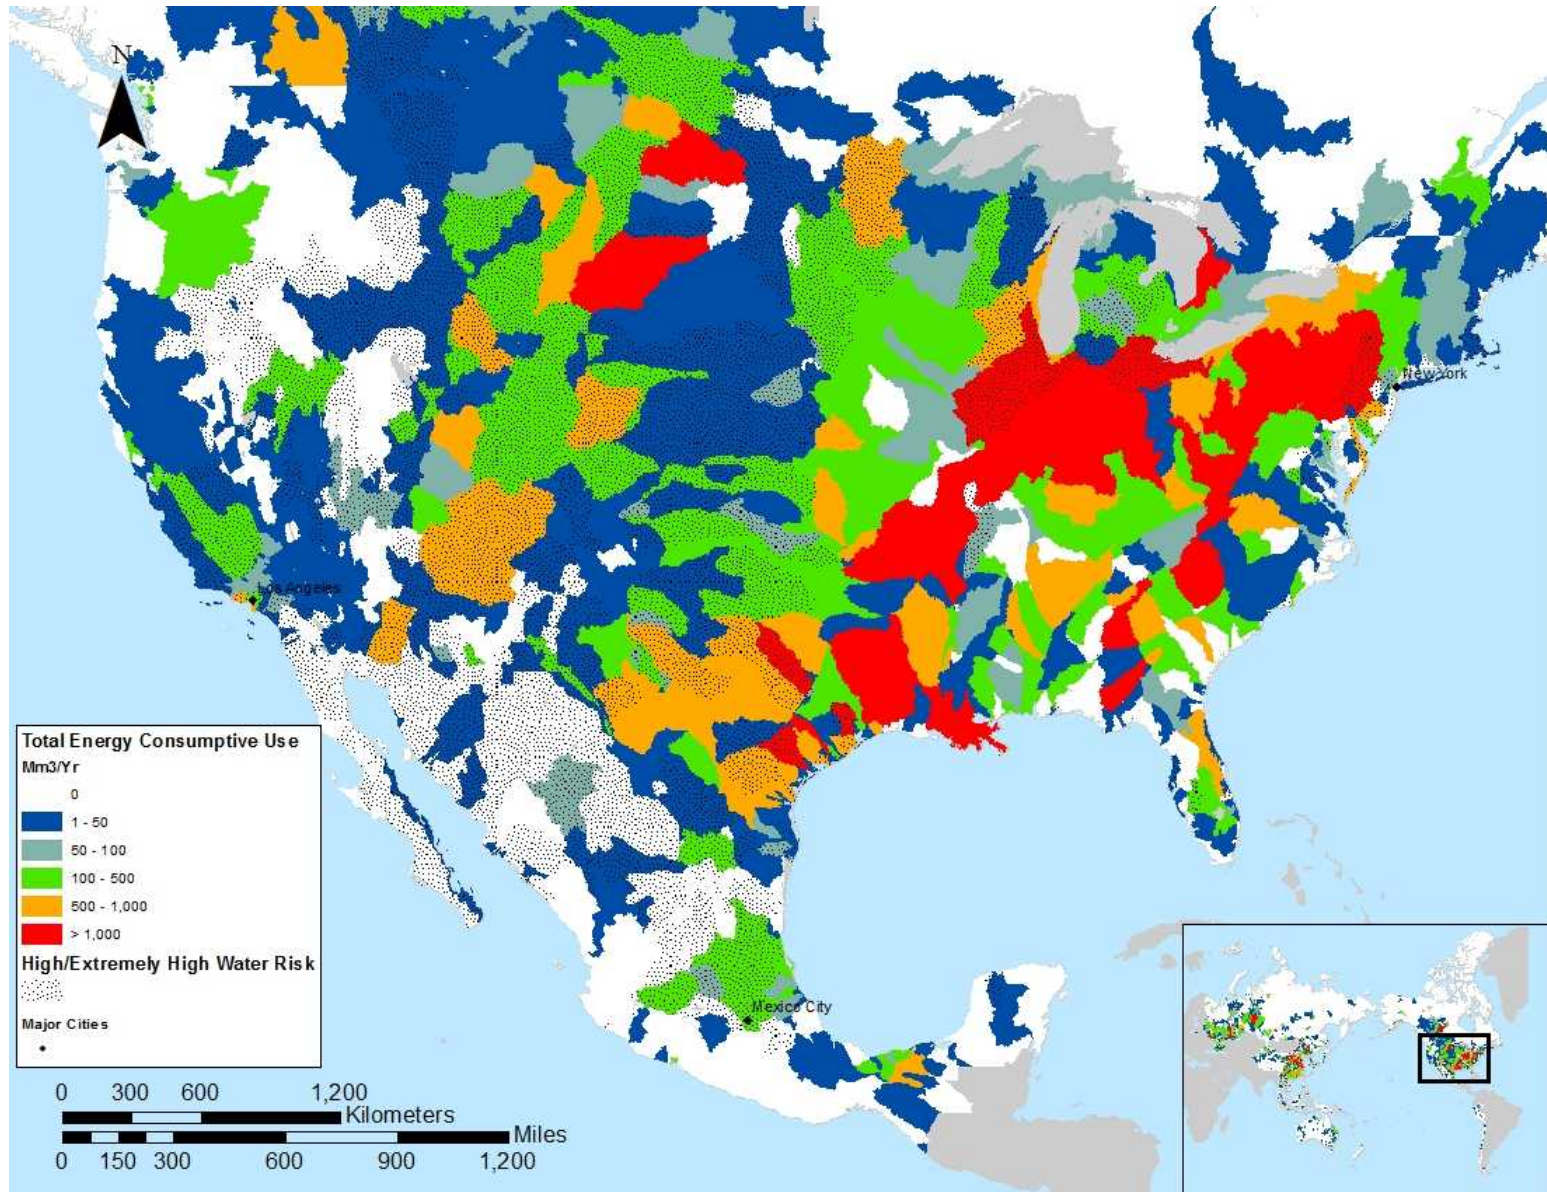 N
New York
Los Angeles
Total Energy Consumptive Use
Mm3/Yr
0
1 - 50
50 - 100
100 - 500
500 - 1,000
> 1,000
High/Extremely High Water Risk
Major Cities
Mexico City
0 300 600 1,200
Kilometers
Miles
0 150 300 600 900 1,200